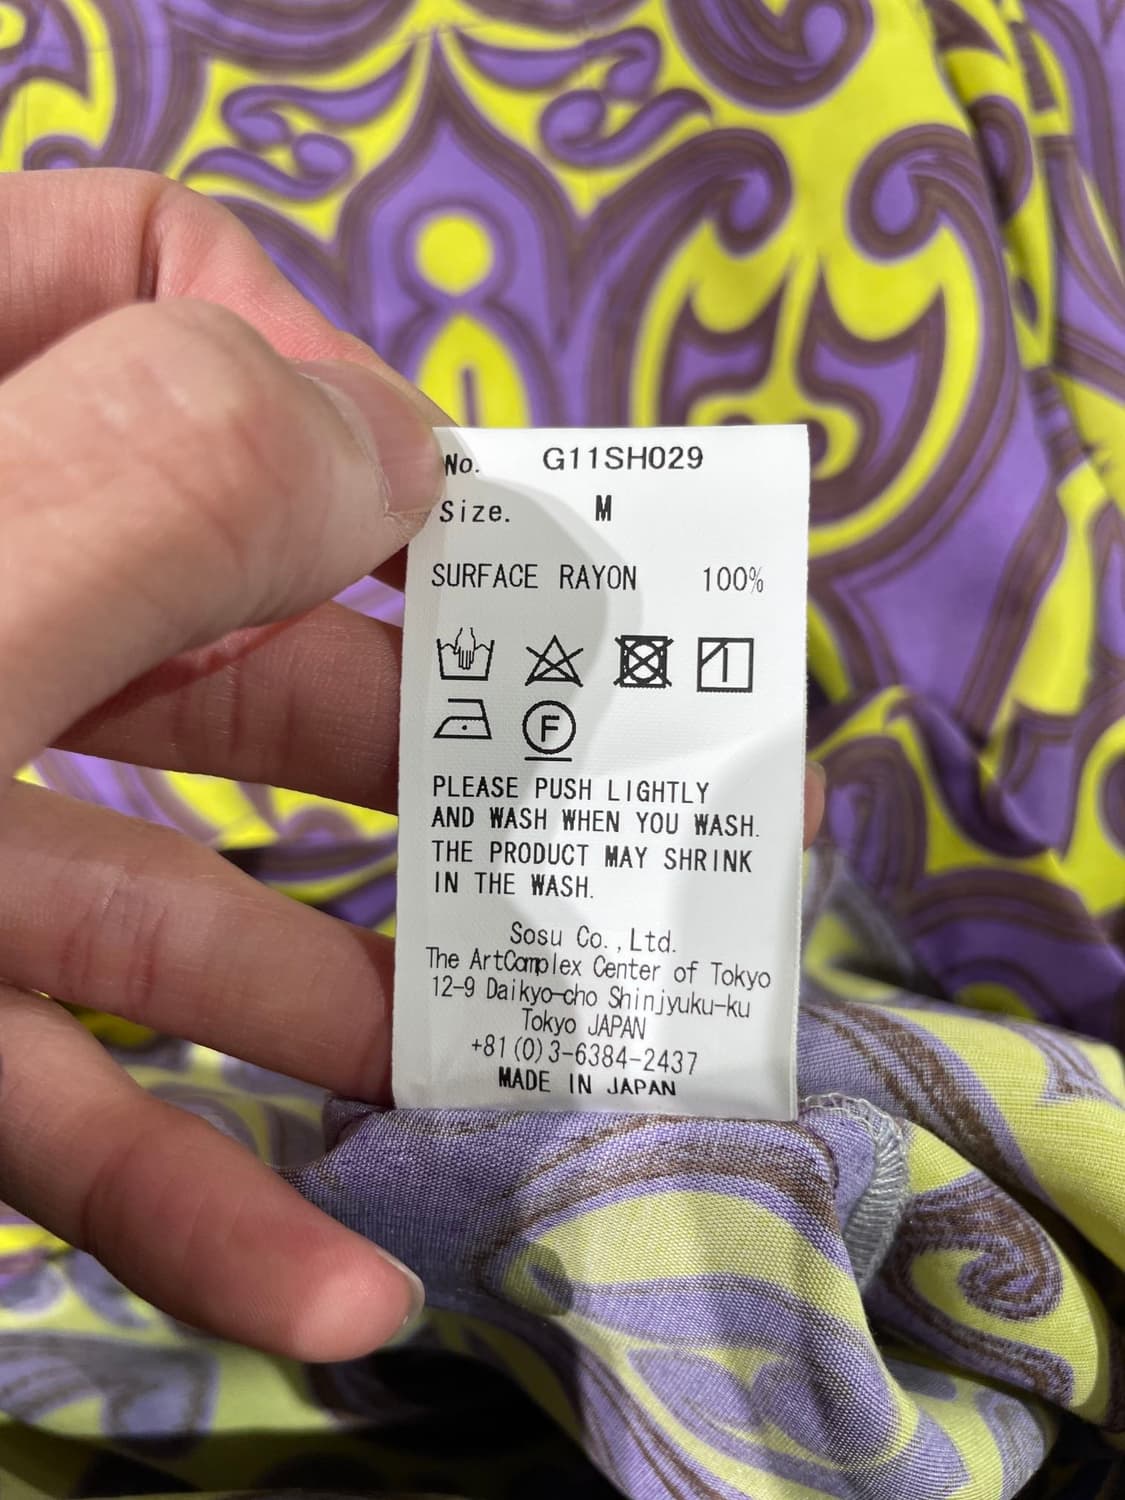 No. G11SH029
Size. M
SURFACE RAYON 100%
F
PLEASE PUSH LIGHTLY
AND WASH WHEN YOU WASH.
THE PRODUCT MAY SHRINK
IN THE WASH.
Sosu Co.,Ltd.
The ArtComplex Center of Tokyo
12-9 Daikyo-cho Shinjyuku-ku
Tokyo JAPAN
+81(0)3-6384-2437
MADE IN JAPAN